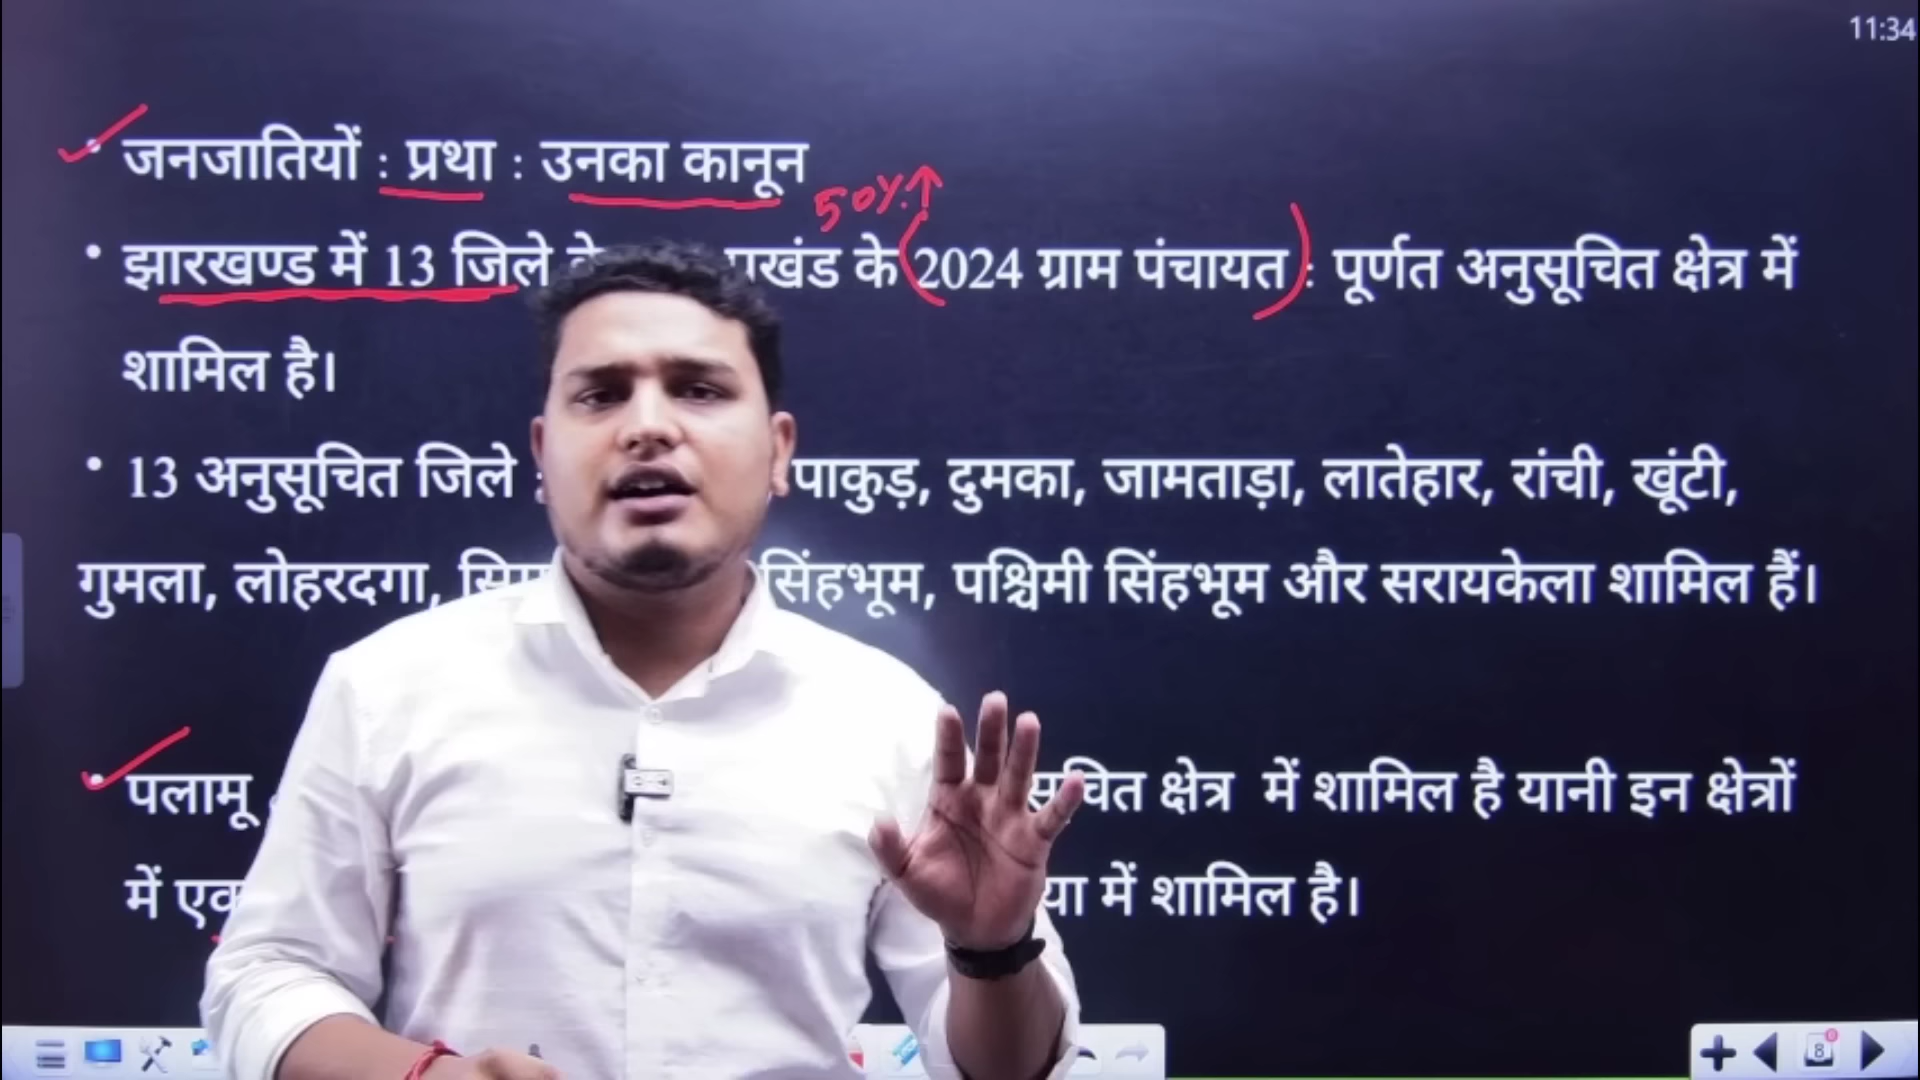 11:34
• जनजातियों : प्रथा : उनका कानून
50% ↑
• झारखण्ड में 13 जिले के 2024 ग्राम पंचायत : पूर्णत अनुसूचित क्षेत्र में
शामिल है।
• 13 अनुसूचित जिले : पाकुड़, दुमका, जामताड़ा, लातेहार, रांची, खूंटी,
गुमला, लोहरदगा, सिंहभूम, पश्चिमी सिंहभूम और सरायकेला शामिल हैं।
• पलामू क्षेत्र में शामिल है यानी इन क्षेत्रों
में में शामिल है।
8